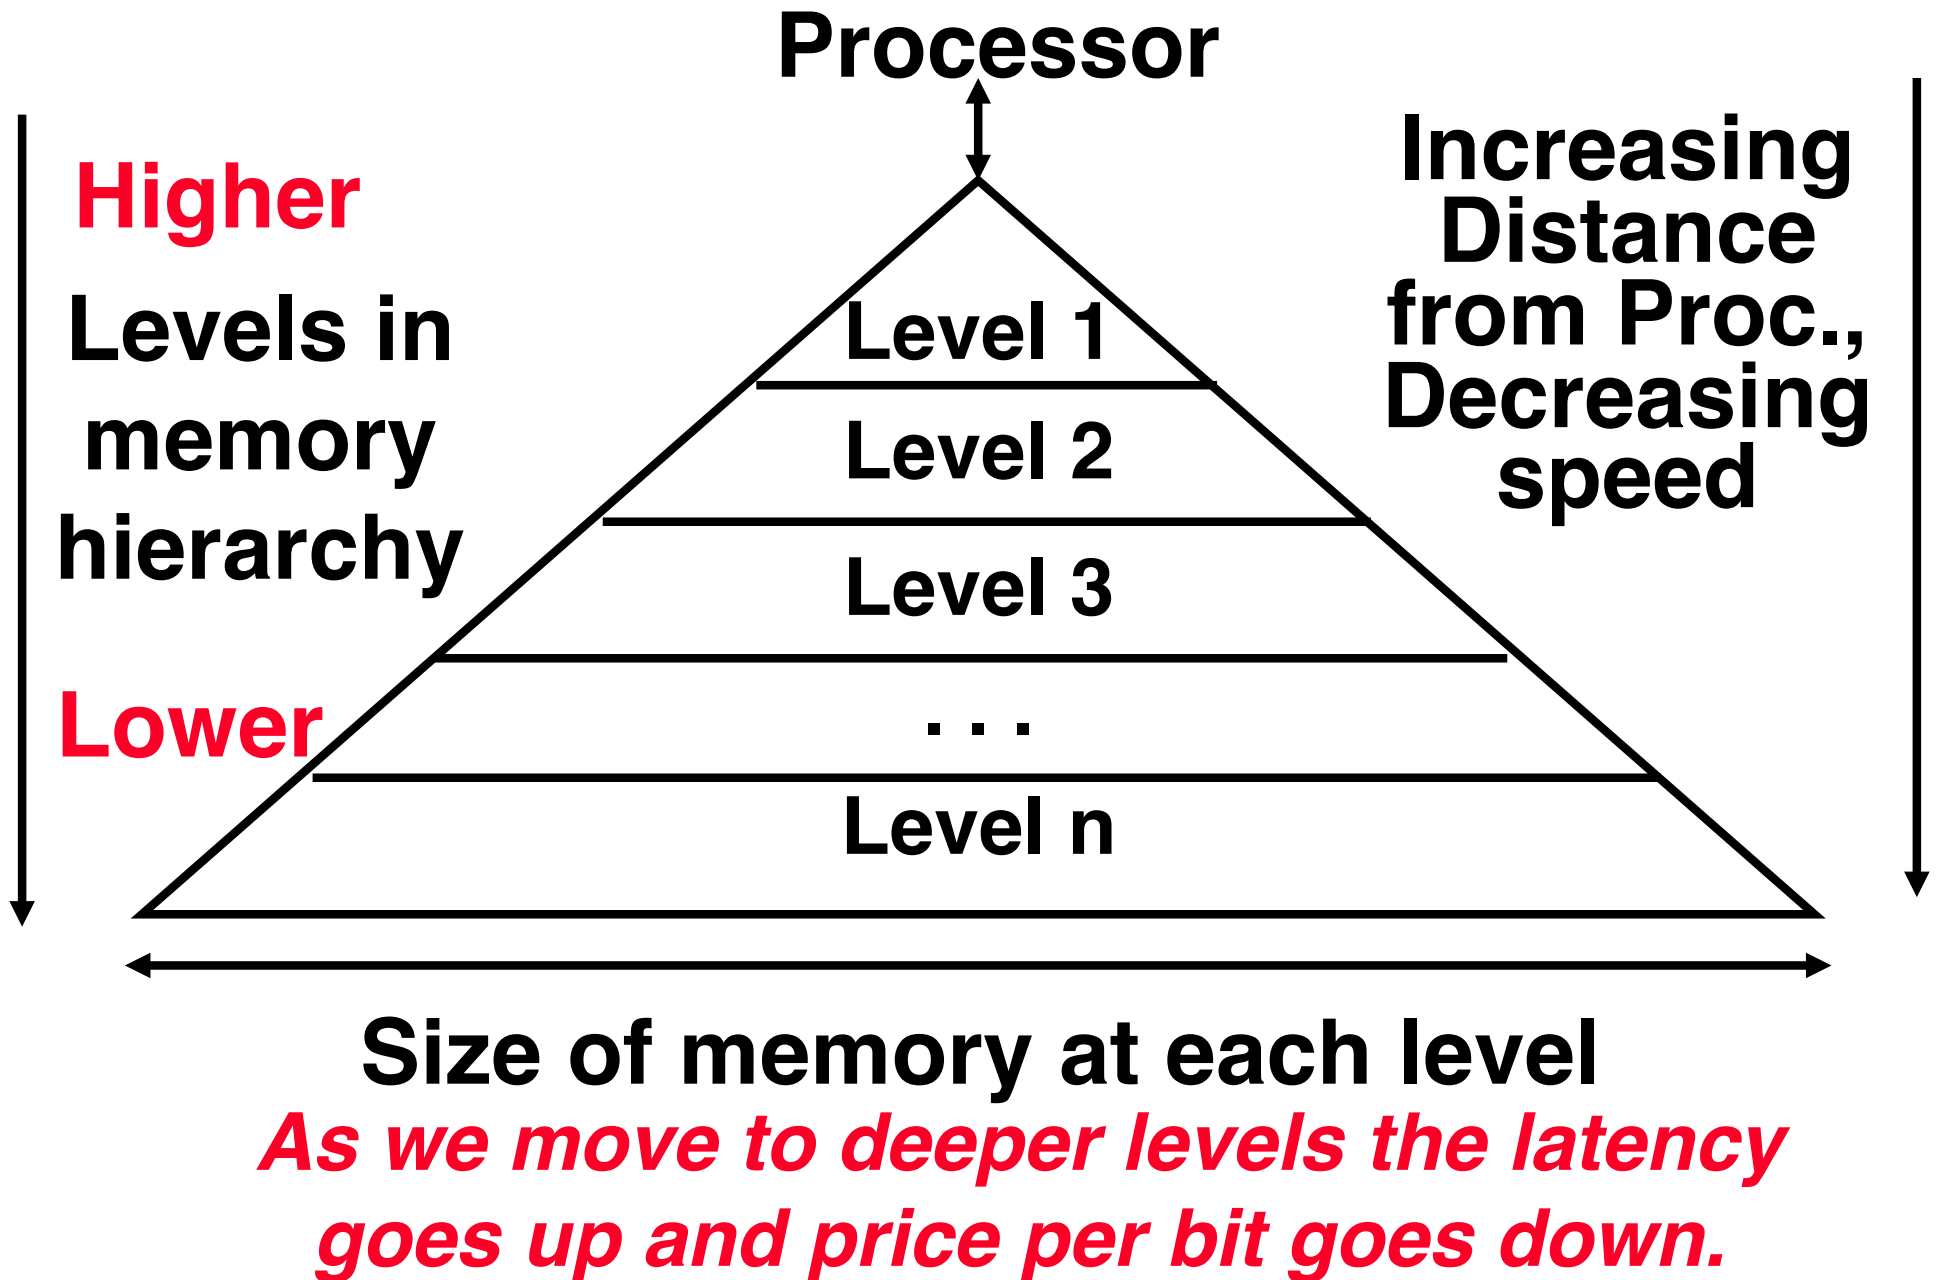 Processor
Higher
Levels in
memory
hierarchy
Lower
Increasing
Distance
from Proc.,
Decreasing
speed
Level 1
Level 2
Level 3
. . .
Level n
Size of memory at each level
As we move to deeper levels the latency
goes up and price per bit goes down.